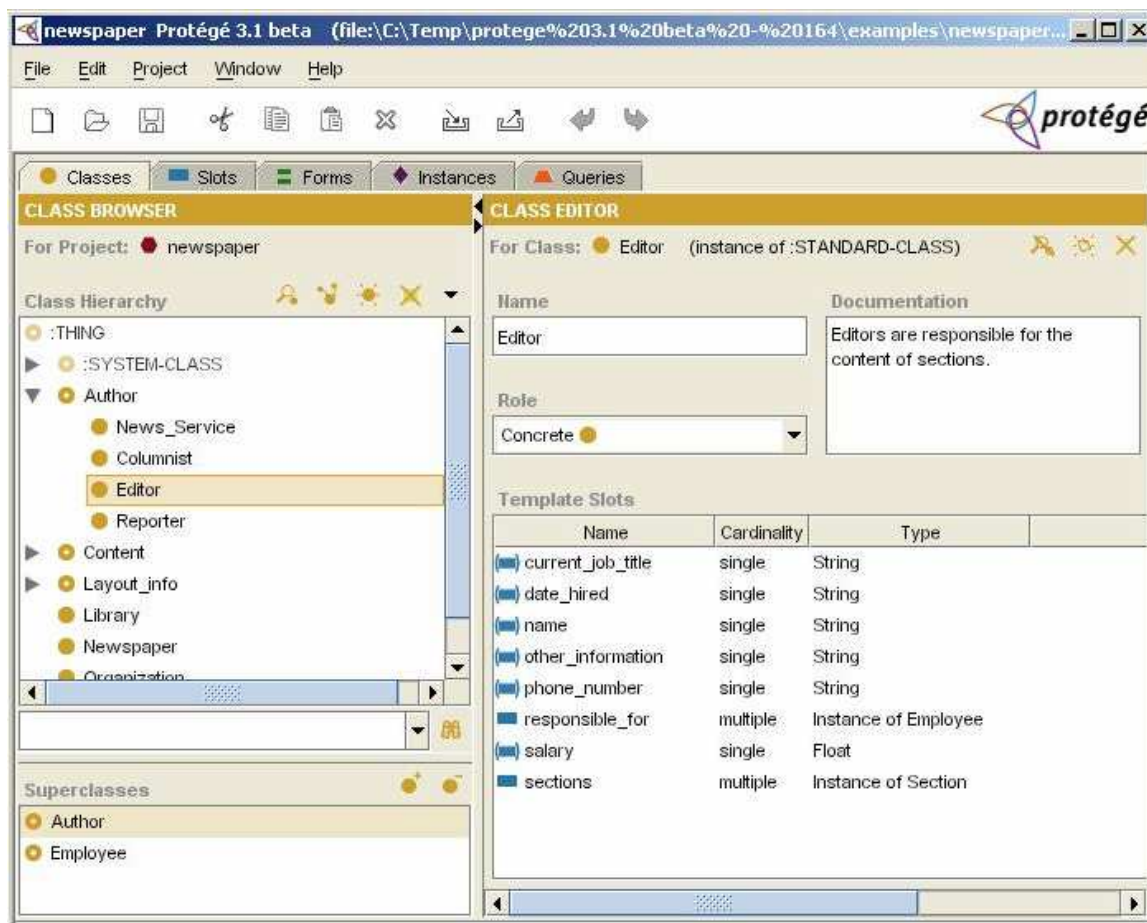 newspaper Protégé 3.1 beta (file:\C:\Temp\protege%203.1%20beta%20-%20164\examples\newspaper...
File Edit Project Window Help
protégé
Classes Slots Forms Instances Queries
CLASS BROWSER
For Project: newspaper
Class Hierarchy
:THING
:SYSTEM-CLASS
Author
News_Service
Columnist
Editor
Reporter
Content
Layout_info
Library
Newspaper
Organization
Superclasses
Author
Employee
CLASS EDITOR
For Class: Editor (instance of :STANDARD-CLASS)
Name
Editor
Documentation
Editors are responsible for the
content of sections.
Role
Concrete
Template Slots
Name Cardinality Type
current_job_title single String
date_hired single String
name single String
other_information single String
phone_number single String
responsible_for multiple Instance of Employee
salary single Float
sections multiple Instance of Section